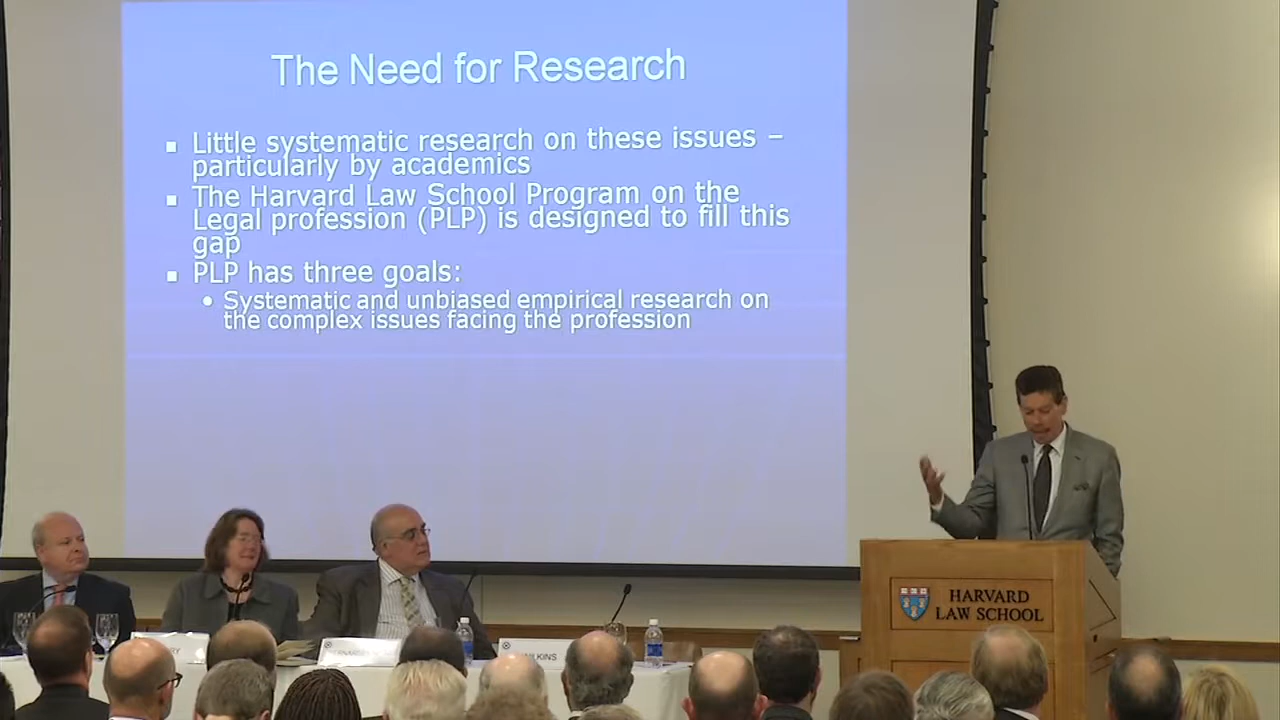 The Need for Research
Little systematic research on these issues –
particularly by academics
The Harvard Law School Program on the
Legal profession (PLP) is designed to fill this
gap
PLP has three goals:
Systematic and unbiased empirical research on
the complex issues facing the profession
HARVARD
LAW SCHOOL
WILKINS